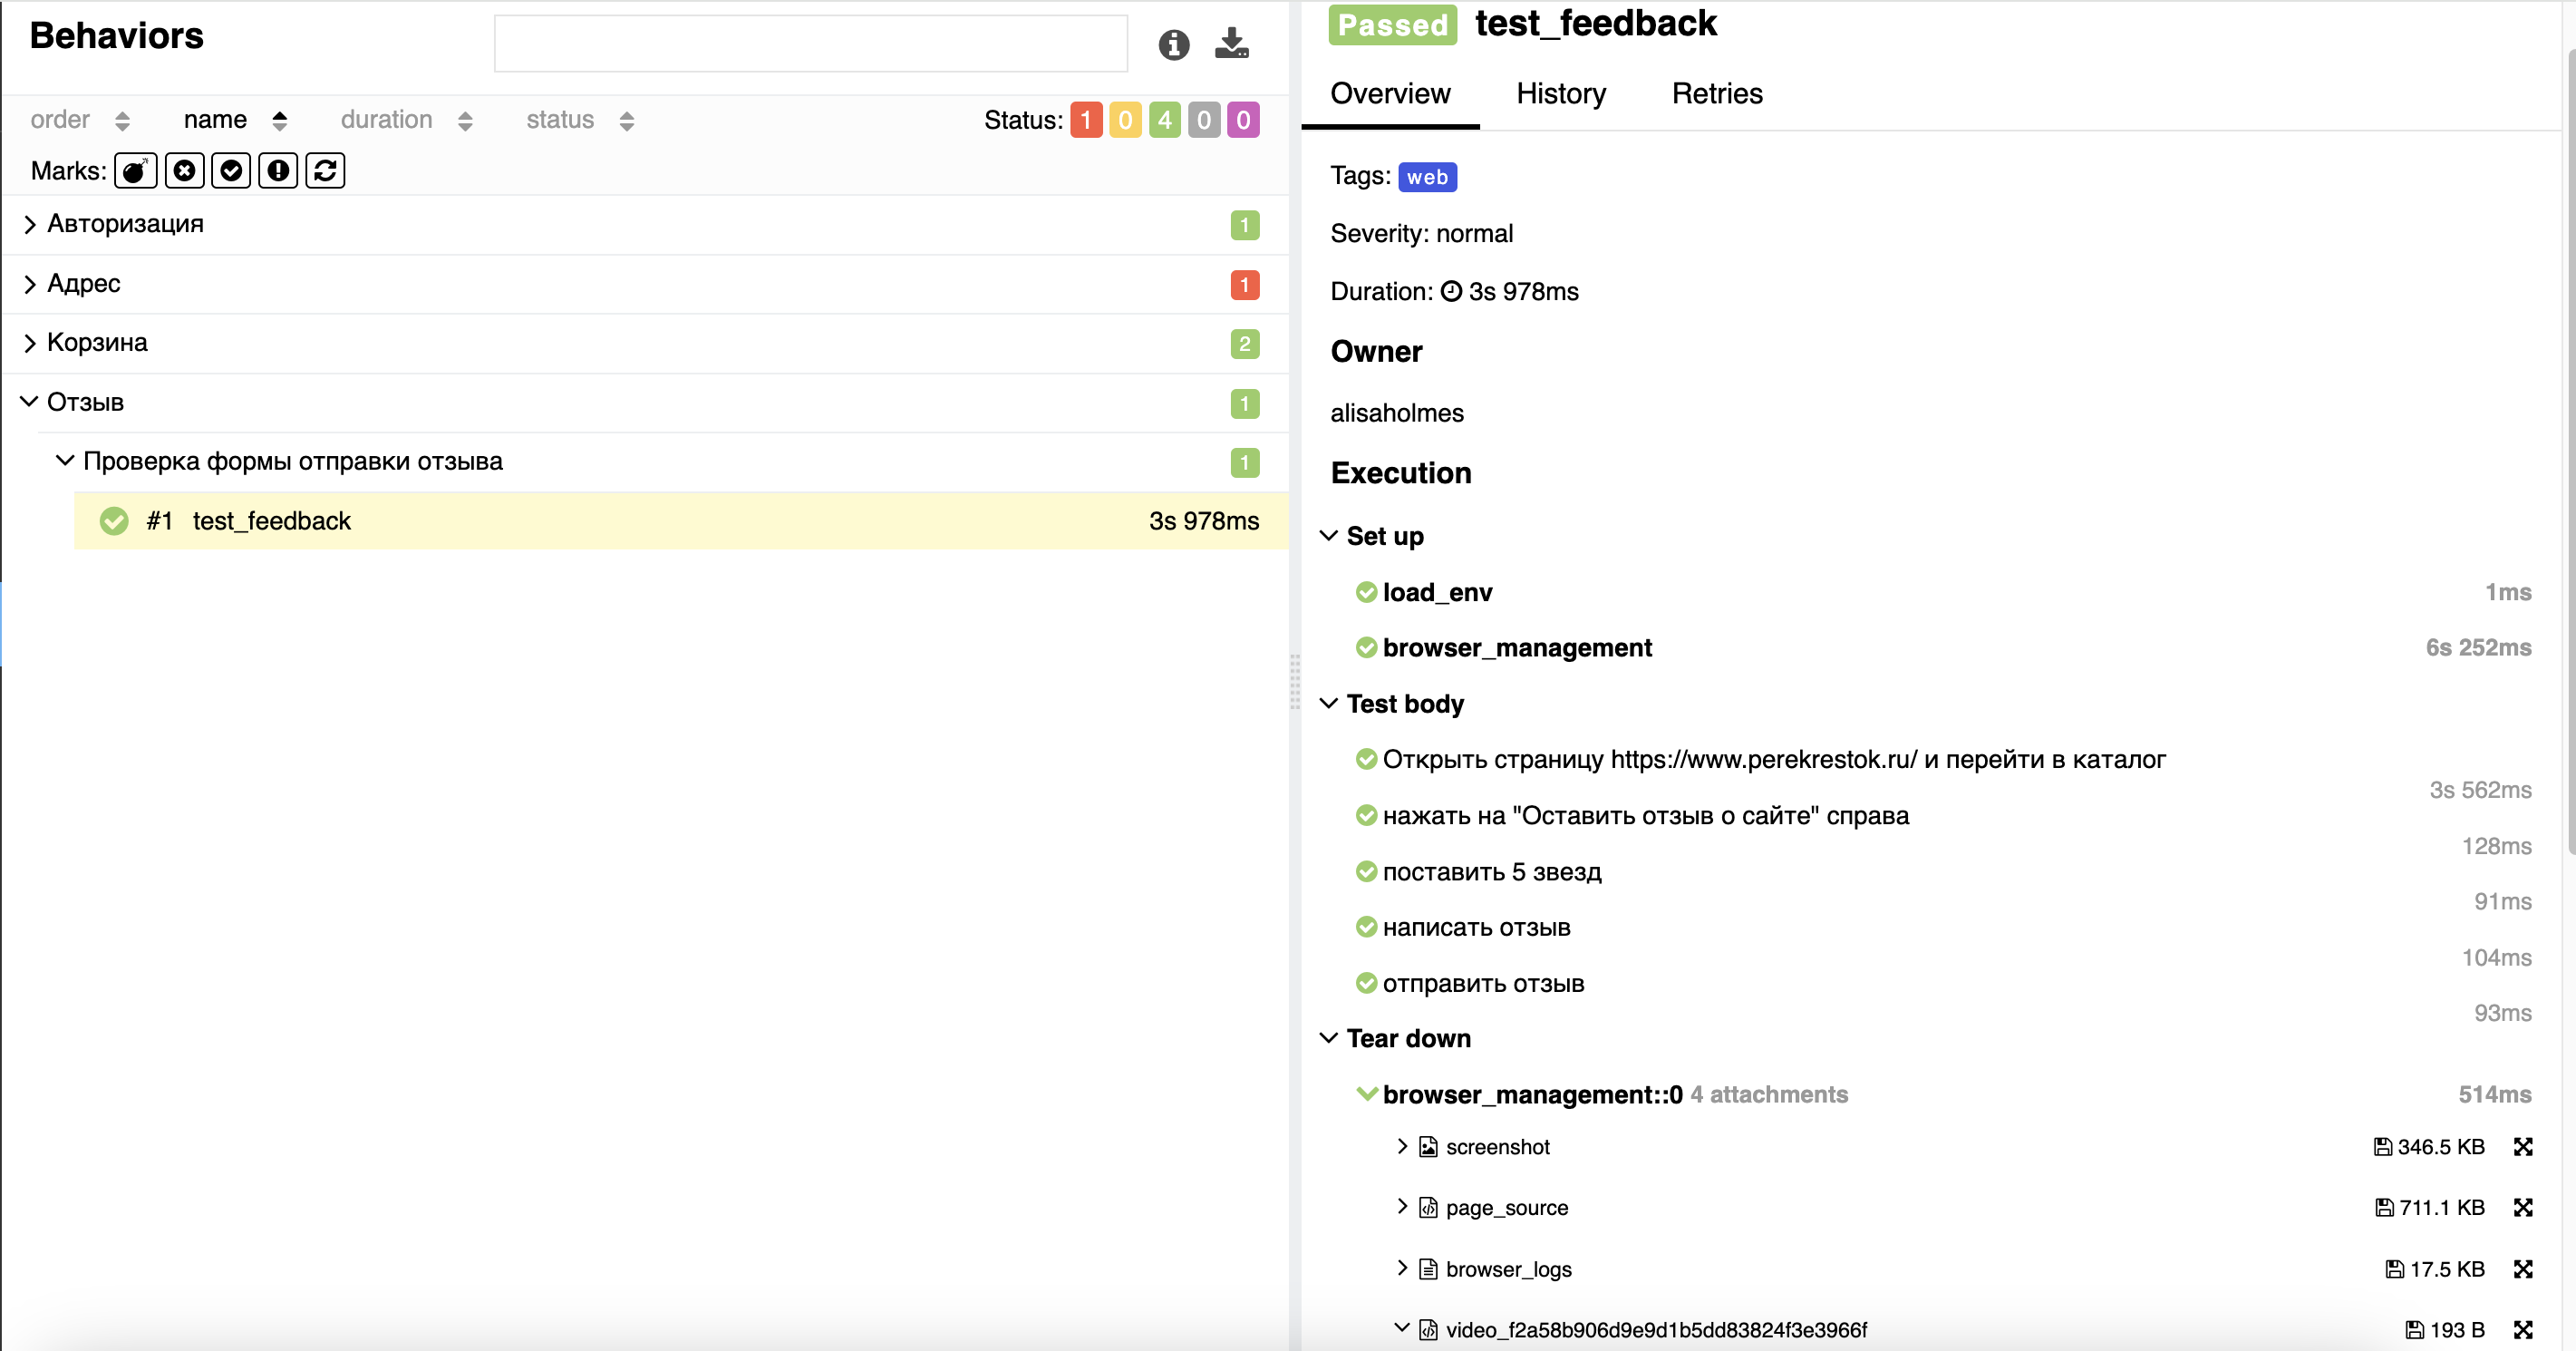 Behaviors
order name duration status Status: 1 0 4 0 0
Marks:
Авторизация 1
Адрес 1
Корзина 2
Отзыв 1
Проверка формы отправки отзыва 1
#1 test_feedback 3s 978ms
Passed test_feedback
Overview History Retries
Tags: web
Severity: normal
Duration: 3s 978ms
Owner
alisaholmes
Execution
Set up
load_env 1ms
browser_management 6s 252ms
Test body
Открыть страницу https://www.perekrestok.ru/ и перейти в каталог
3s 562ms
нажать на "Оставить отзыв о сайте" справа
128ms
поставить 5 звезд
91ms
написать отзыв
104ms
отправить отзыв
93ms
Tear down
browser_management::0 4 attachments 514ms
screenshot 346.5 KB
page_source 711.1 KB
browser_logs 17.5 KB
video_f2a58b906d9e9d1b5dd83824f3e3966f 193 B